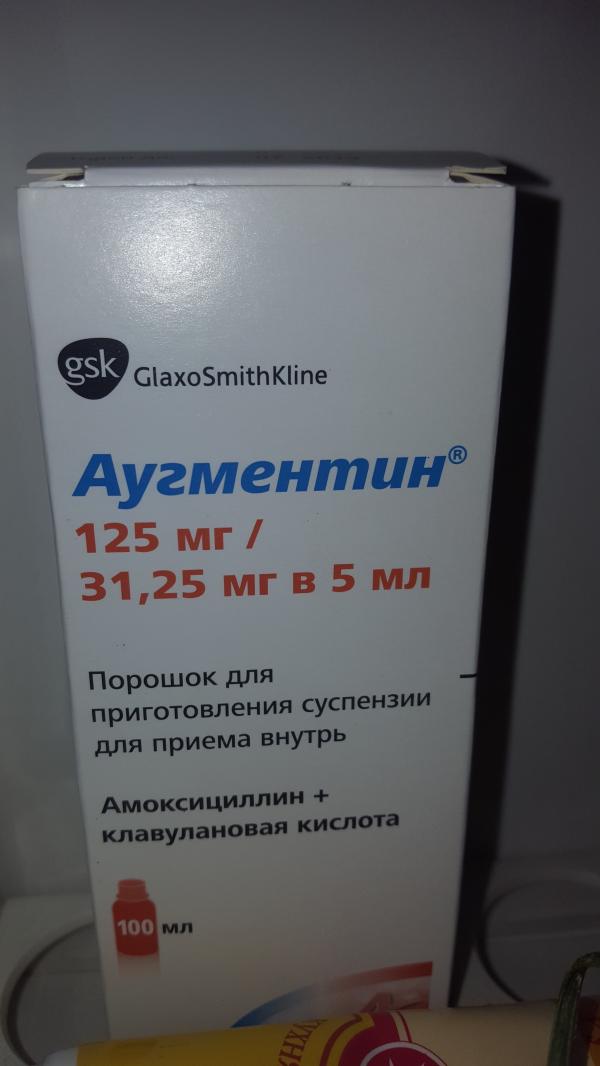 gsk
GlaxoSmithKline
Аугментин®
125 мг /
31,25 мг в 5 мл
Порошок для
приготовления суспензии
для приема внутрь
Амоксициллин +
клавулановая кислота
100 мл